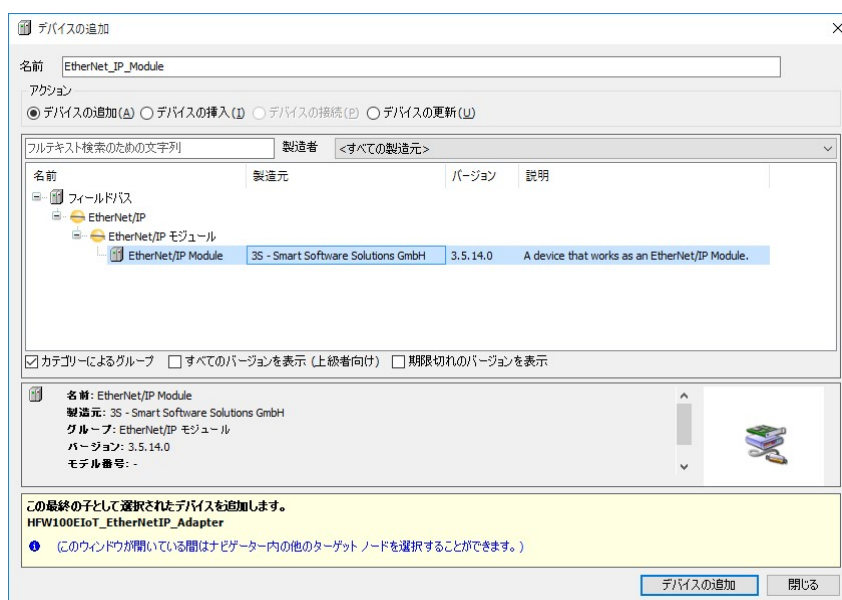 デバイスの追加
名前 EtherNet_IP_Module
アクション
デバイスの追加(A) デバイスの挿入(I) デバイスの接続(P) デバイスの更新(U)
フルテキスト検索のための文字列 製造者 <すべての製造元>
名前 製造元 バージョン 説明
フィールドバス
EtherNet/IP
EtherNet/IP モジュール
EtherNet/IP Module 3S - Smart Software Solutions GmbH 3.5.14.0 A device that works as an EtherNet/IP Module.
カテゴリーによるグループ すべてのバージョンを表示 (上級者向け) 期限切れのバージョンを表示
名前: EtherNet/IP Module
製造元: 3S - Smart Software Solutions GmbH
グループ: EtherNet/IP モジュール
バージョン: 3.5.14.0
モデル番号: -
この最終の子として選択されたデバイスを追加します。
HFW100EIoT_EtherNetIP_Adapter
(このウィンドウが開いている間はナビゲーター内の他のターゲット ノードを選択することができます。)
デバイスの追加 閉じる